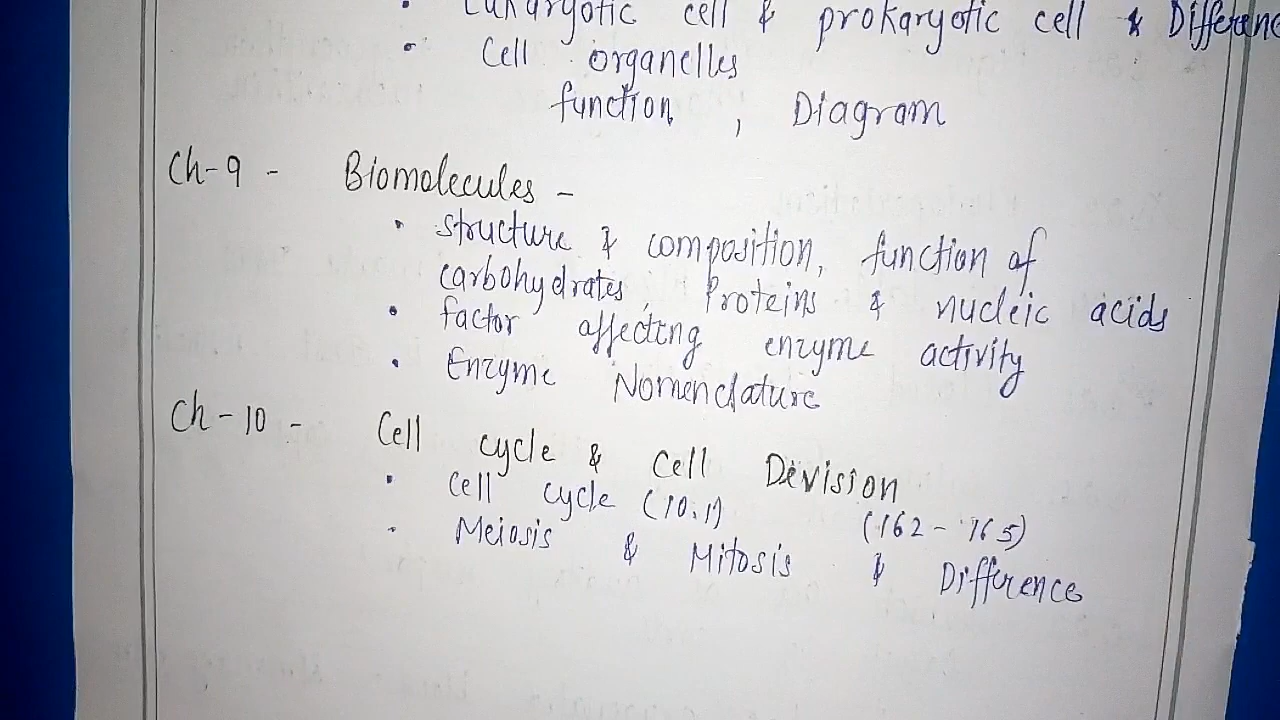 • Eukaryotic cell & prokaryotic cell & Differenc
• Cell organelles
function, Diagram
Ch-9 - Biomolecules -
• structure & composition, function of
carbohydrates, Proteins & nucleic acids
• factor affecting enzyme activity
• Enzyme Nomenclature
Ch-10 - Cell cycle & Cell Devision
• Cell cycle (10.1) (162 - 165)
• Meiosis & Mitosis & Difference